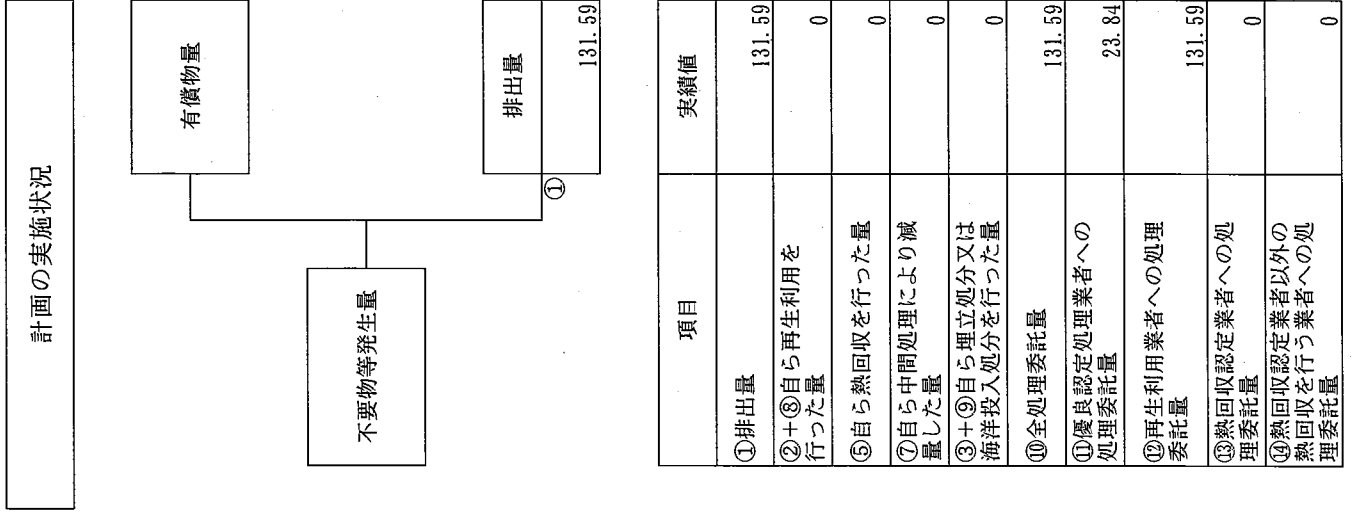 計画の実施状況
有償物量
不要物等発生量
排出量
①
131.59
項目
実績値
①排出量
131.59
②+⑧自ら再生利用を
行った量
0
⑤自ら熱回収を行った量
0
⑦自ら中間処理により減
量した量
0
③+⑨自ら埋立処分又は
海洋投入処分を行った量
0
⑩全処理委託量
131.59
⑪優良認定処理業者への
処理委託量
23.84
⑫再生利用業者への処理
委託量
131.59
⑬熱回収認定業者への処
理委託量
0
⑭熱回収認定業者以外の
熱回収を行う業者への処
理委託量
0